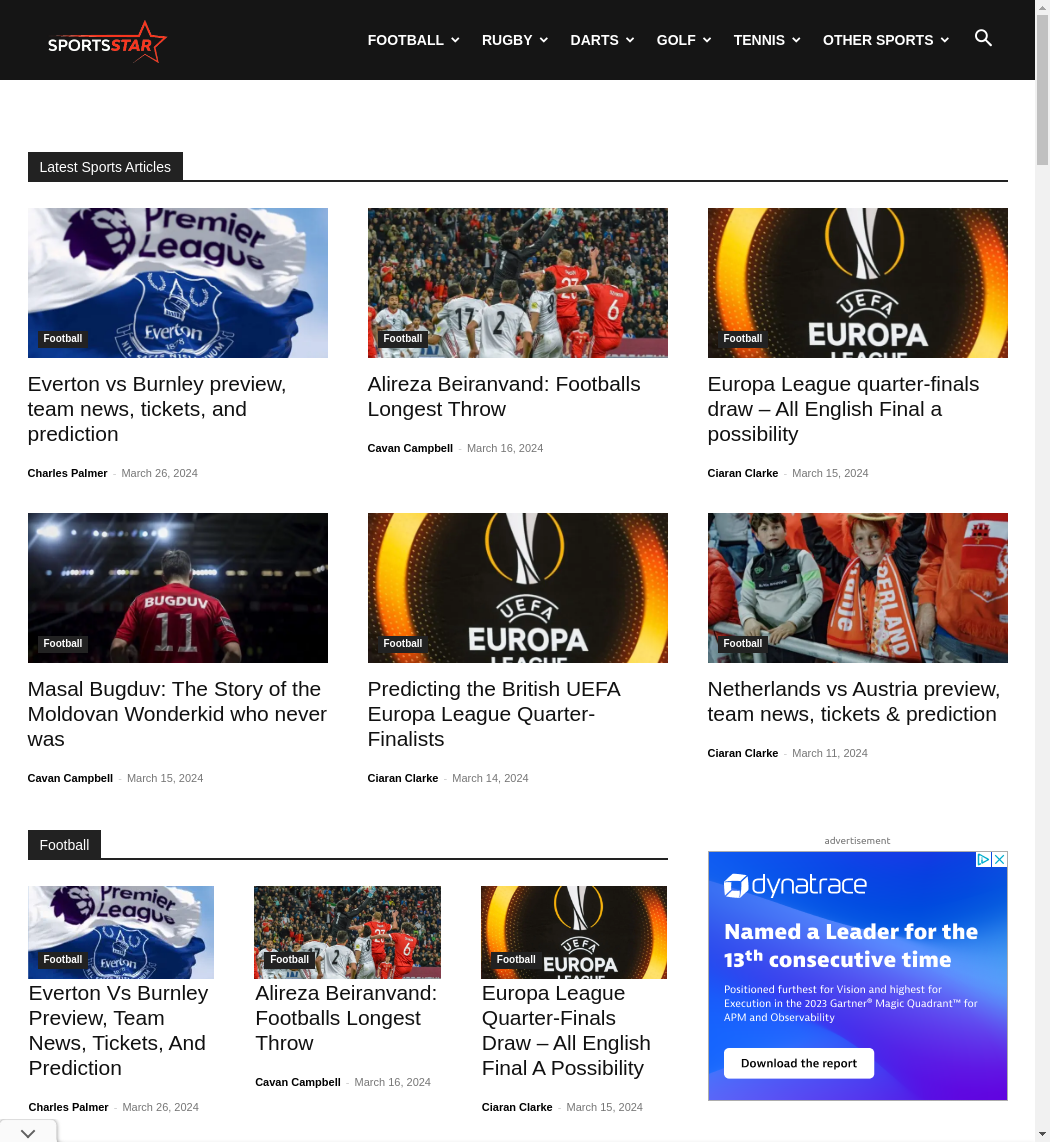 SPORTSSTAR
FOOTBALL RUGBY DARTS GOLF TENNIS OTHER SPORTS
Latest Sports Articles
Premier
League
Everton
1878
Football
17 2 8 23 6
1
Football
UEFA
EUROPA
LEAGUE
Football
Everton vs Burnley preview,
team news, tickets, and
prediction
Charles Palmer - March 26, 2024
Alireza Beiranvand: Footballs
Longest Throw
Cavan Campbell - March 16, 2024
Europa League quarter-finals
draw – All English Final a
possibility
Ciaran Clarke - March 15, 2024
BUGDUV
11
Football
UEFA
EUROPA
LEAGUE
Football
Football
Masal Bugduv: The Story of the
Moldovan Wonderkid who never
was
Cavan Campbell - March 15, 2024
Predicting the British UEFA
Europa League Quarter-
Finalists
Ciaran Clarke - March 14, 2024
Netherlands vs Austria preview,
team news, tickets & prediction
Ciaran Clarke - March 11, 2024
Football
Premier
League
Everton
Football
Football
UEFA
EUROPA
LEAGUE
Football
Everton Vs Burnley
Preview, Team
News, Tickets, And
Prediction
Charles Palmer - March 26, 2024
Alireza Beiranvand:
Footballs Longest
Throw
Cavan Campbell - March 16, 2024
Europa League
Quarter-Finals
Draw – All English
Final A Possibility
Ciaran Clarke - March 15, 2024
advertisement
dynatrace
Named a Leader for the
13th consecutive time
Positioned furthest for Vision and highest for
Execution in the 2023 Gartner® Magic Quadrant™ for
APM and Observability
Download the report